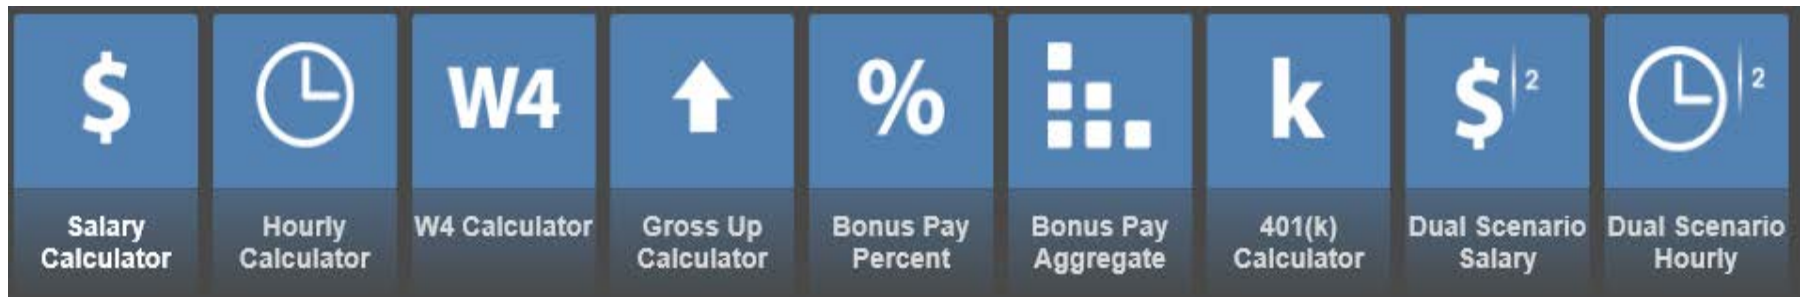 $
W4
%
k
$|2
|2
Salary
Calculator
Hourly
Calculator
W4 Calculator
Gross Up
Calculator
Bonus Pay
Percent
Bonus Pay
Aggregate
401(k)
Calculator
Dual Scenario
Salary
Dual Scenario
Hourly